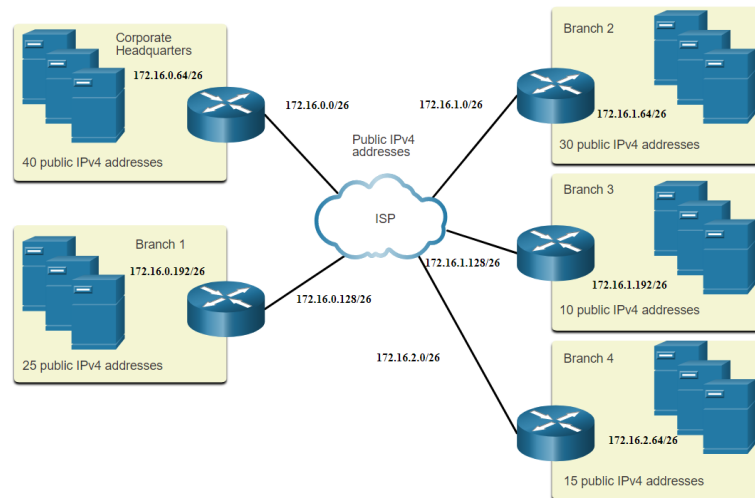 Corporate
Headquarters
172.16.0.64/26
40 public IPv4 addresses
172.16.0.0/26
Branch 1
172.16.0.192/26
25 public IPv4 addresses
172.16.0.128/26
Public IPv4
addresses
ISP
172.16.1.0/26
Branch 2
172.16.1.64/26
30 public IPv4 addresses
172.16.1.128/26
Branch 3
172.16.1.192/26
10 public IPv4 addresses
172.16.2.0/26
Branch 4
172.16.2.64/26
15 public IPv4 addresses